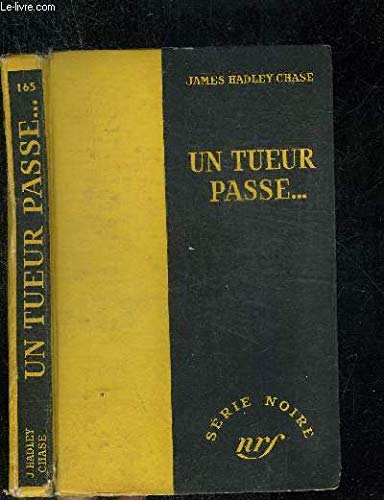 Le-livre.com
165
UN TUEUR PASSE...
J. HADLEY
CHASE
JAMES HADLEY CHASE
UN TUEUR
PASSE...
SÉRIE NOIRE
nrf